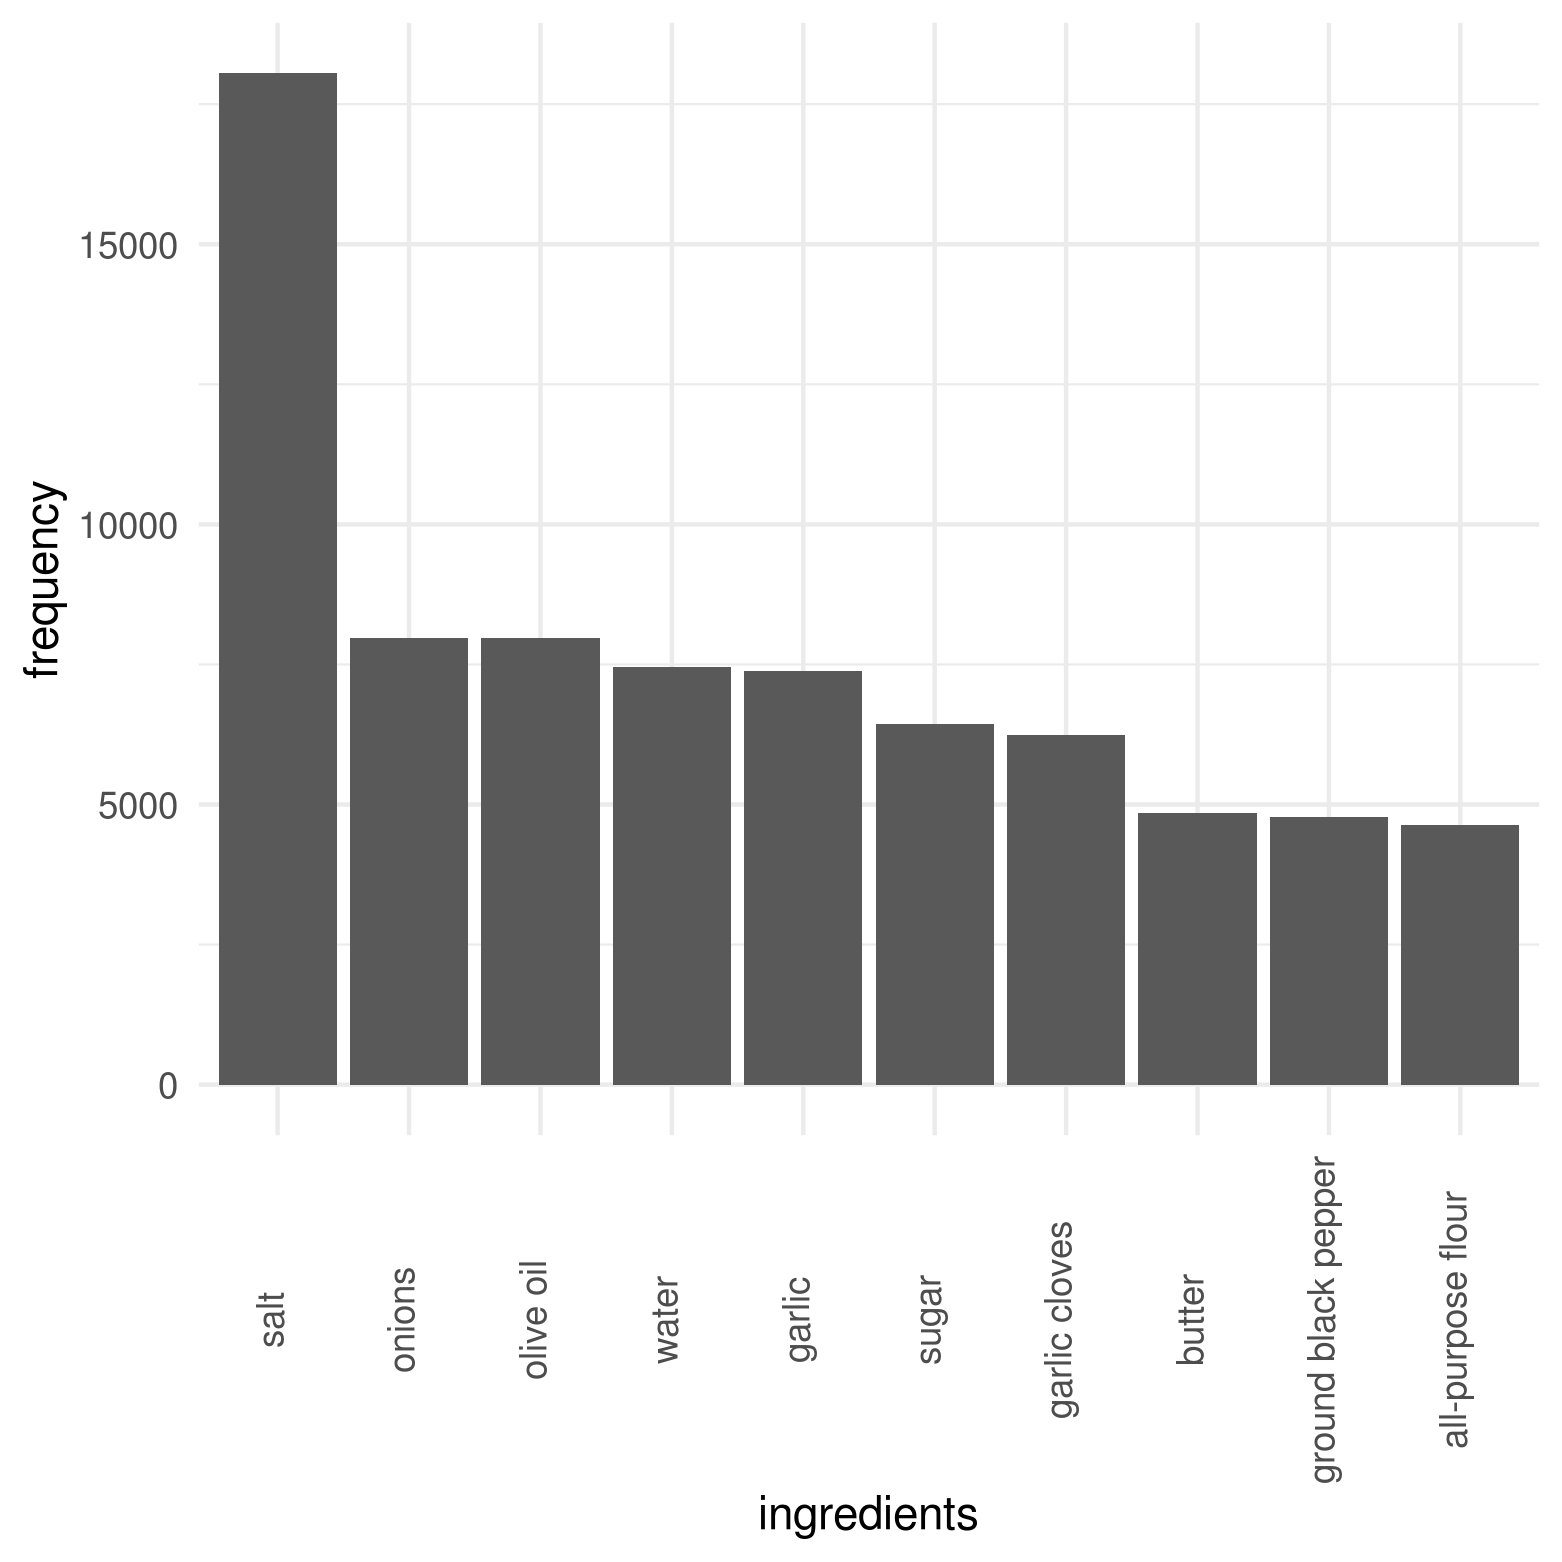 frequency
15000
10000
5000
0
salt
onions
olive oil
water
garlic
sugar
garlic cloves
butter
ground black pepper
all-purpose flour
ingredients